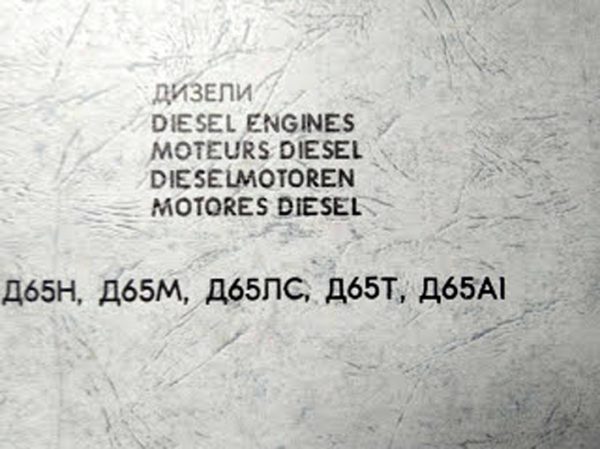 ДИЗЕЛИ
DIESEL ENGINES
MOTEURS DIESEL
DIESELMOTOREN
MOTORES DIESEL
Д65Н, Д65М, Д65ЛС, Д65Т, Д65А1